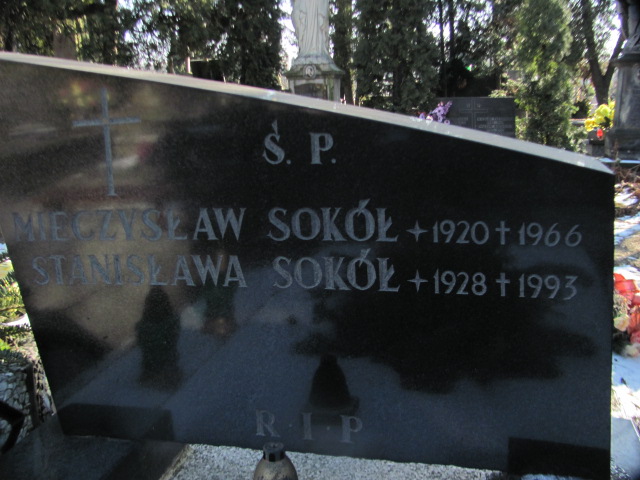 Ś. P.
MIECZYSŁAW SOKÓŁ + 1920 † 1966
STANISŁAWA SOKÓŁ + 1928 † 1993
R·I·P